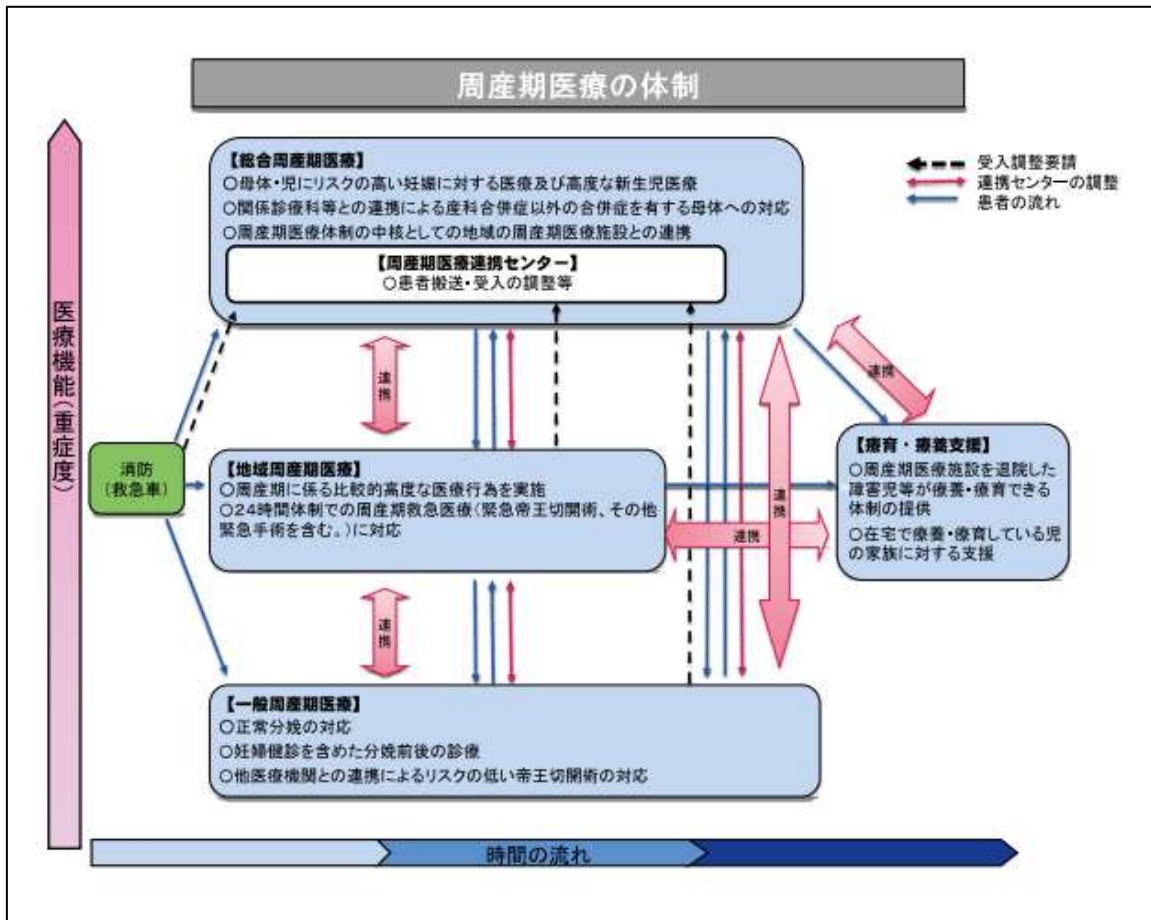 周産期医療の体制
医療機能(重症度)
【総合周産期医療】
○母体・児にリスクの高い妊娠に対する医療及び高度な新生児医療
○関係診療科等との連携による産科合併症以外の合併症を有する母体への対応
○周産期医療体制の中核としての地域の周産期医療施設との連携
【周産期医療連携センター】
○患者搬送・受入の調整等
受入調整要請
連携センターの調整
患者の流れ
連携
連携
消防
(救急車)
【地域周産期医療】
○周産期に係る比較的高度な医療行為を実施
○24時間体制での周産期救急医療(緊急帝王切開術、その他
緊急手術を含む。)に対応
連携
連携
【療育・療養支援】
○周産期医療施設を退院した
障害児等が療養・療育できる
体制の提供
○在宅で療養・療育している児
の家族に対する支援
連携
【一般周産期医療】
○正常分娩の対応
○妊婦健診を含めた分娩前後の診療
○他医療機関との連携によるリスクの低い帝王切開術の対応
時間の流れ